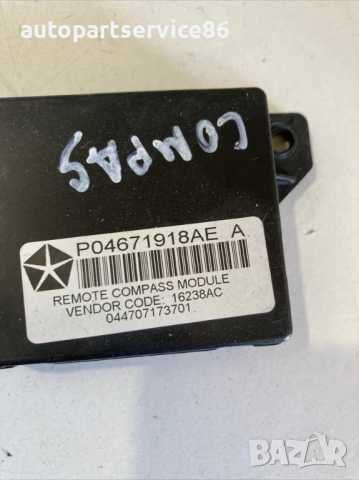 autopartservice86
COMPAS
P04671918AE A
REMOTE COMPASS MODULE
VENDOR CODE: 16238AC
044707173701
BAZAR